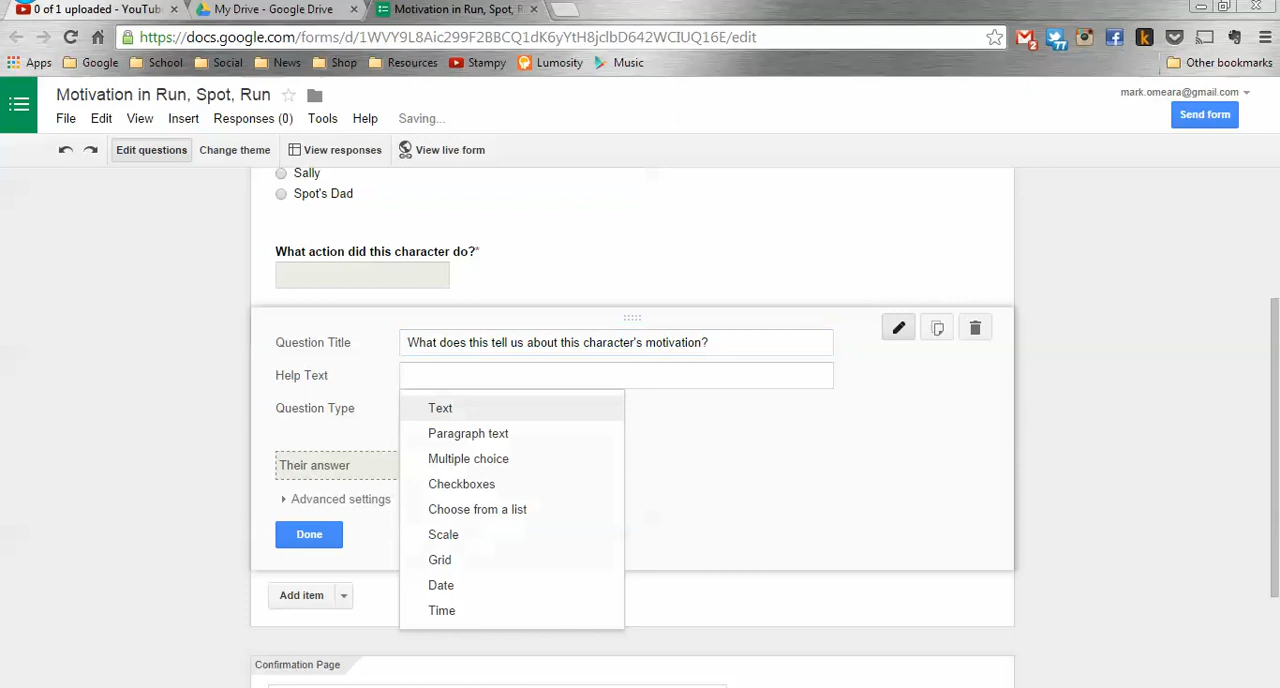 0 of 1 uploaded - YouTub
My Drive - Google Drive
Motivation in Run, Spot, R
https://docs.google.com/forms/d/1WVY9L8Aic299F2BBCQ1dK6yYtH8jclbD642WCIUQ16E/edit
2
77
Apps
Google
School
Social
News
Shop
Resources
Stampy
Lumosity
Music
Other bookmarks
Motivation in Run, Spot, Run
mark.omeara@gmail.com
File Edit View Insert Responses (0) Tools Help Saving...
Send form
Edit questions
Change theme
View responses
View live form
Sally
Spot's Dad
What action did this character do?*
Question Title
What does this tell us about this character's motivation?
Help Text
Question Type
Text
Paragraph text
Multiple choice
Their answer
Checkboxes
Advanced settings
Choose from a list
Done
Scale
Grid
Date
Add item
Time
Confirmation Page